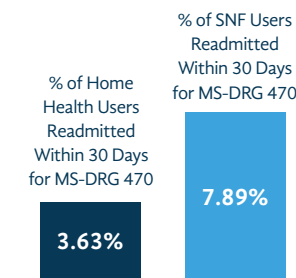 % of Home
Health Users
Readmitted
Within 30 Days
for MS-DRG 470
3.63%
% of SNF Users
Readmitted
Within 30 Days
for MS-DRG 470
7.89%